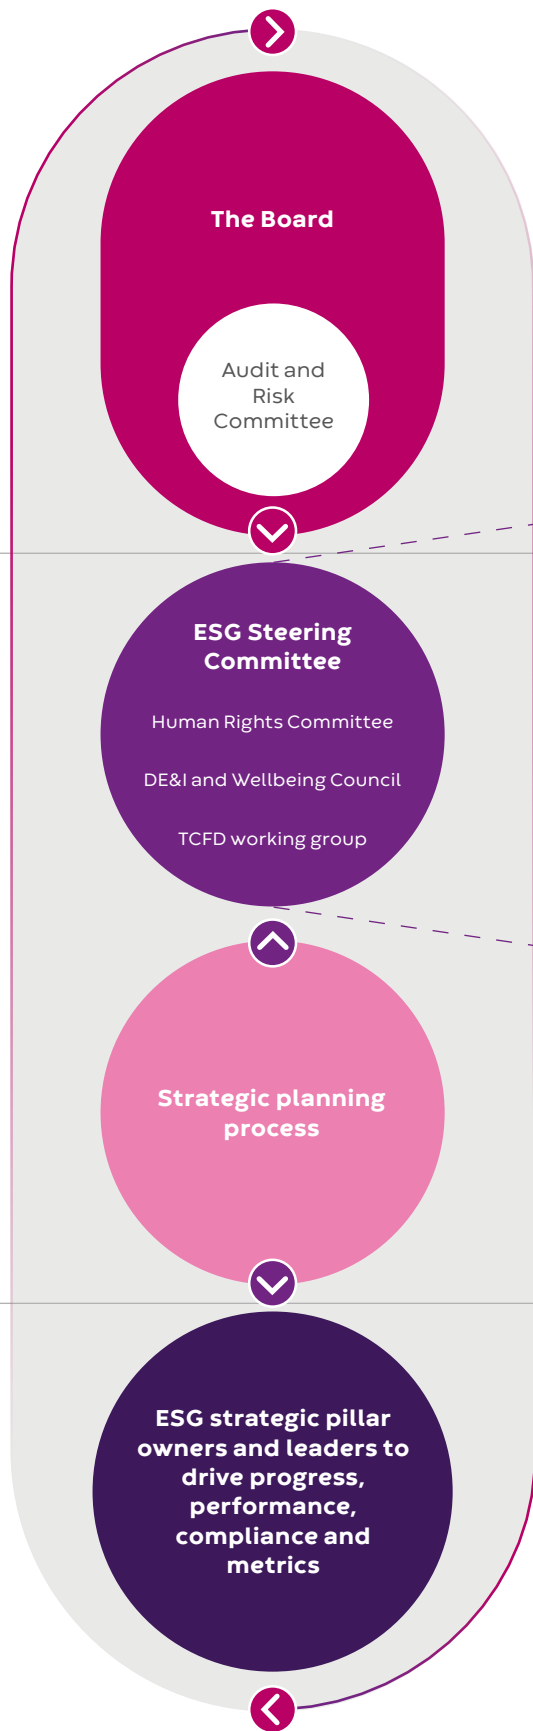 The Board
Audit and
Risk
Committee
ESG Steering
Committee
Human Rights Committee
DE&I and Wellbeing Council
TCFD working group
Strategic planning
process
ESG strategic pillar
owners and leaders to
drive progress,
performance,
compliance and
metrics